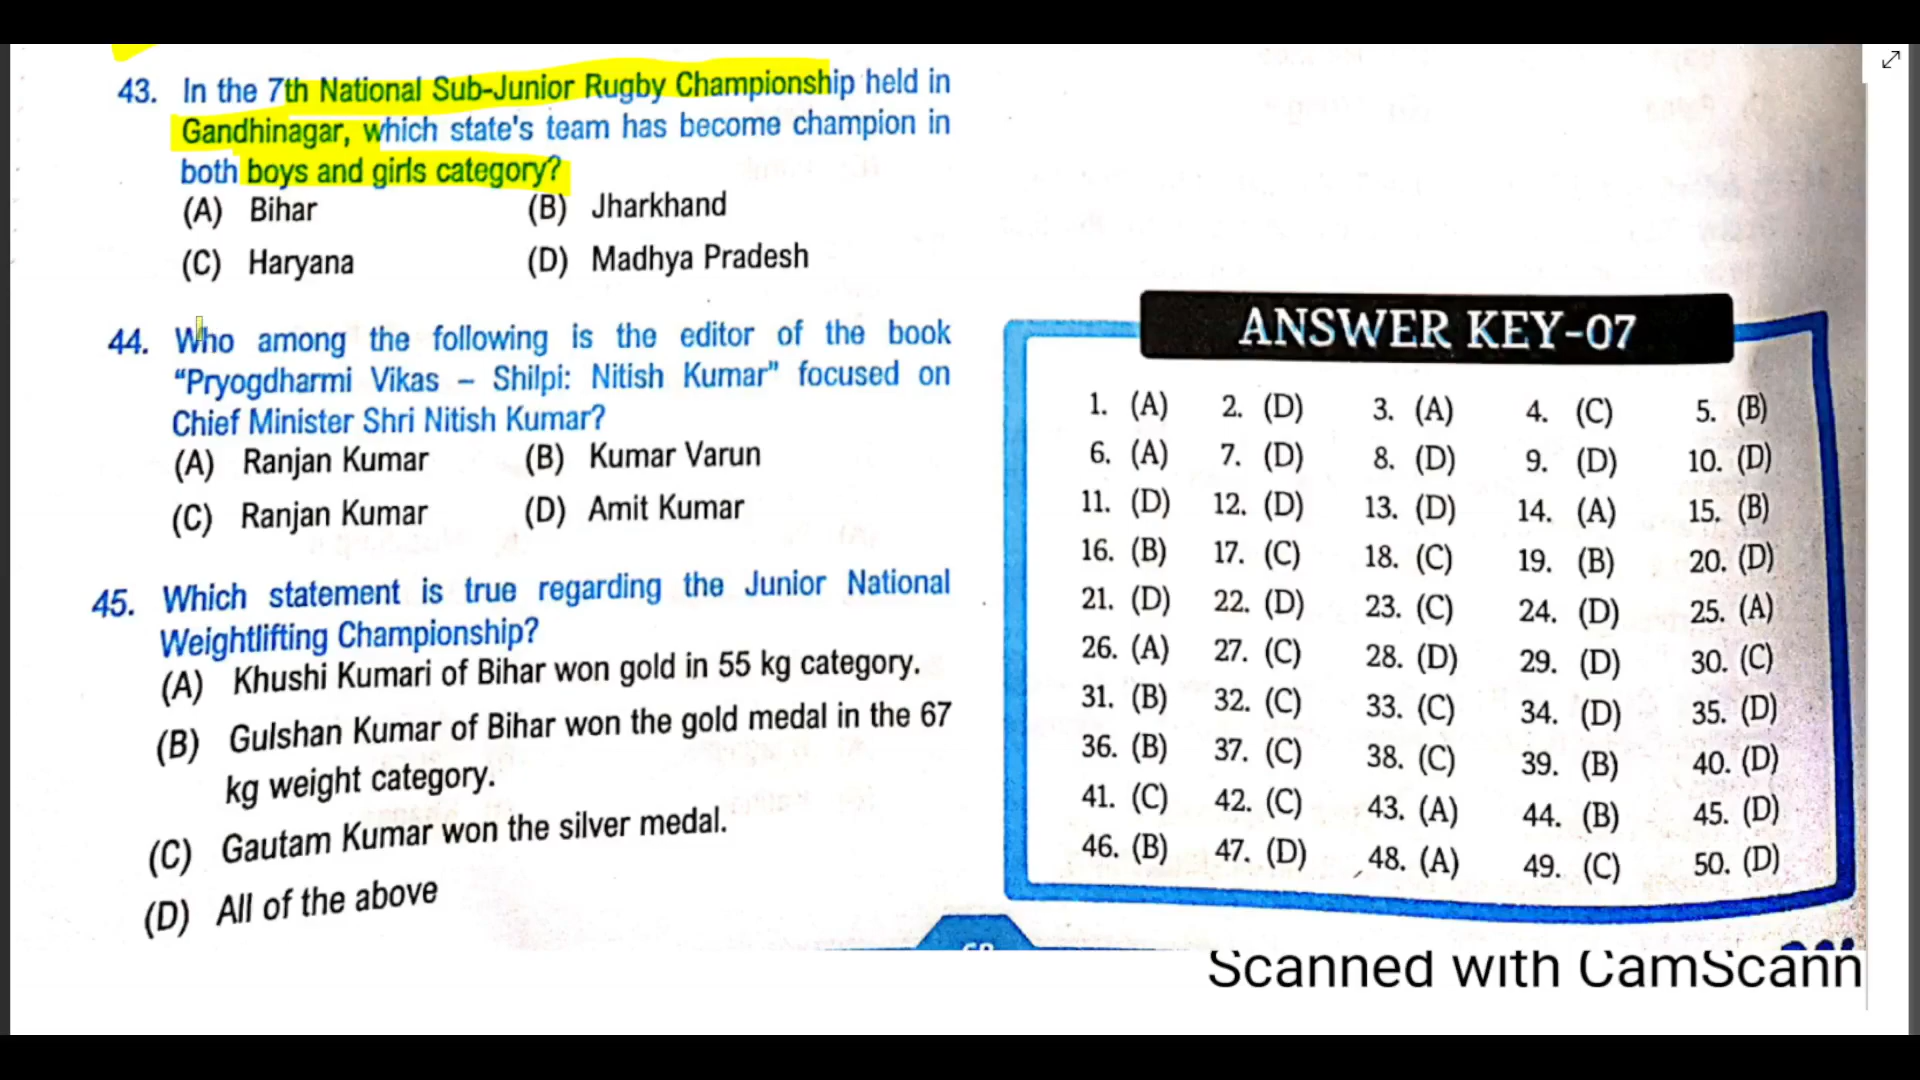 43. In the 7th National Sub-Junior Rugby Championship held in
Gandhinagar, which state's team has become champion in
both boys and girls category?
(A) Bihar (B) Jharkhand
(C) Haryana (D) Madhya Pradesh
44. Who among the following is the editor of the book
“Pryogdharmi Vikas – Shilpi: Nitish Kumar” focused on
Chief Minister Shri Nitish Kumar?
(A) Ranjan Kumar (B) Kumar Varun
(C) Ranjan Kumar (D) Amit Kumar
45. Which statement is true regarding the Junior National
Weightlifting Championship?
(A) Khushi Kumari of Bihar won gold in 55 kg category.
(B) Gulshan Kumar of Bihar won the gold medal in the 67
kg weight category.
(C) Gautam Kumar won the silver medal.
(D) All of the above
ANSWER KEY-07
1. (A) 2. (D) 3. (A) 4. (C) 5. (B)
6. (A) 7. (D) 8. (D) 9. (D) 10. (D)
11. (D) 12. (D) 13. (D) 14. (A) 15. (B)
16. (B) 17. (C) 18. (C) 19. (B) 20. (D)
21. (D) 22. (D) 23. (C) 24. (D) 25. (A)
26. (A) 27. (C) 28. (D) 29. (D) 30. (C)
31. (B) 32. (C) 33. (C) 34. (D) 35. (D)
36. (B) 37. (C) 38. (C) 39. (B) 40. (D)
41. (C) 42. (C) 43. (A) 44. (B) 45. (D)
46. (B) 47. (D) 48. (A) 49. (C) 50. (D)
Scanned with CamScann